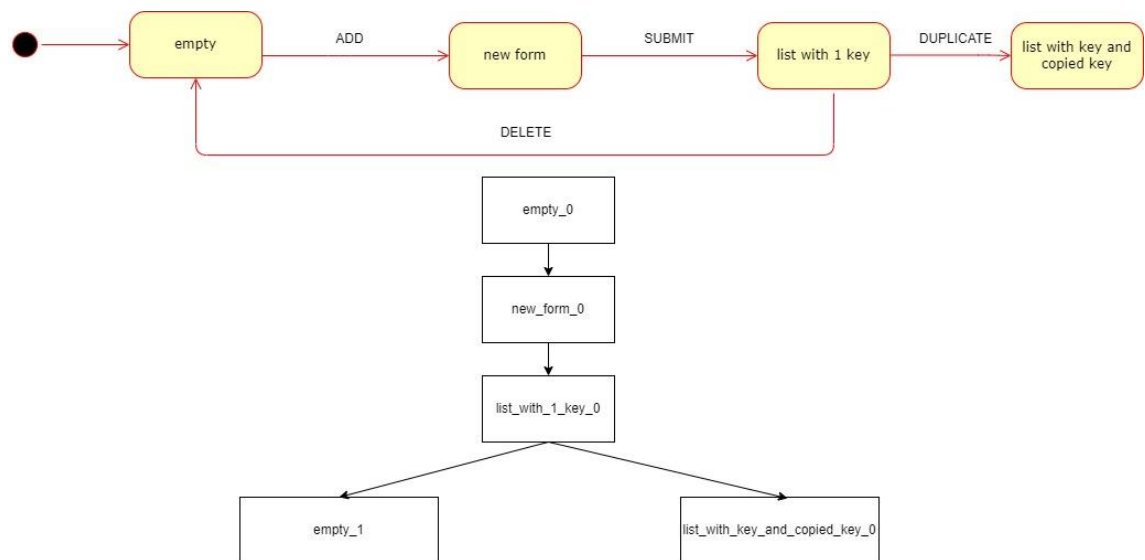 empty
ADD
new form
SUBMIT
list with 1 key
DUPLICATE
list with key and
copied key
DELETE
empty_0
new_form_0
list_with_1_key_0
empty_1
list_with_key_and_copied_key_0